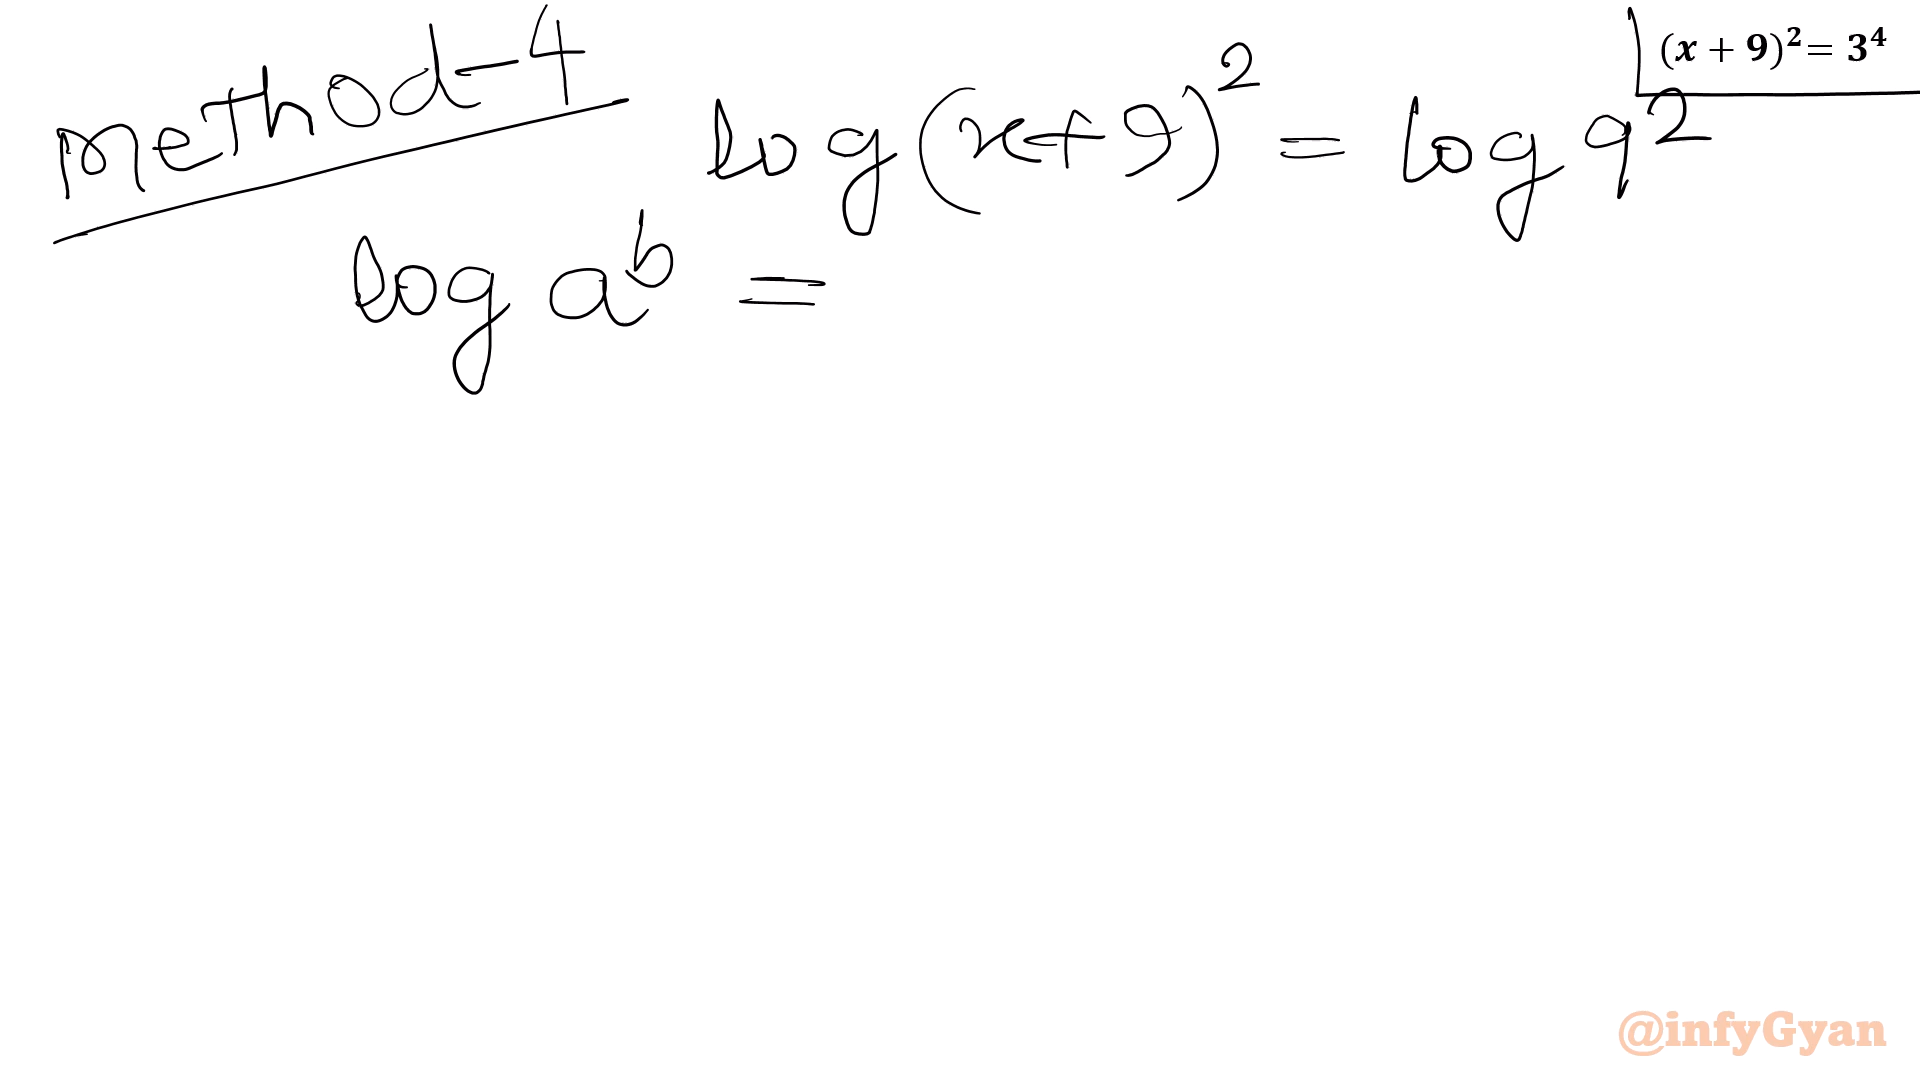 (x + 9)²= 3⁴
Method-4
log(x+9)² = log 9²
log aᵇ =
@infyGyan